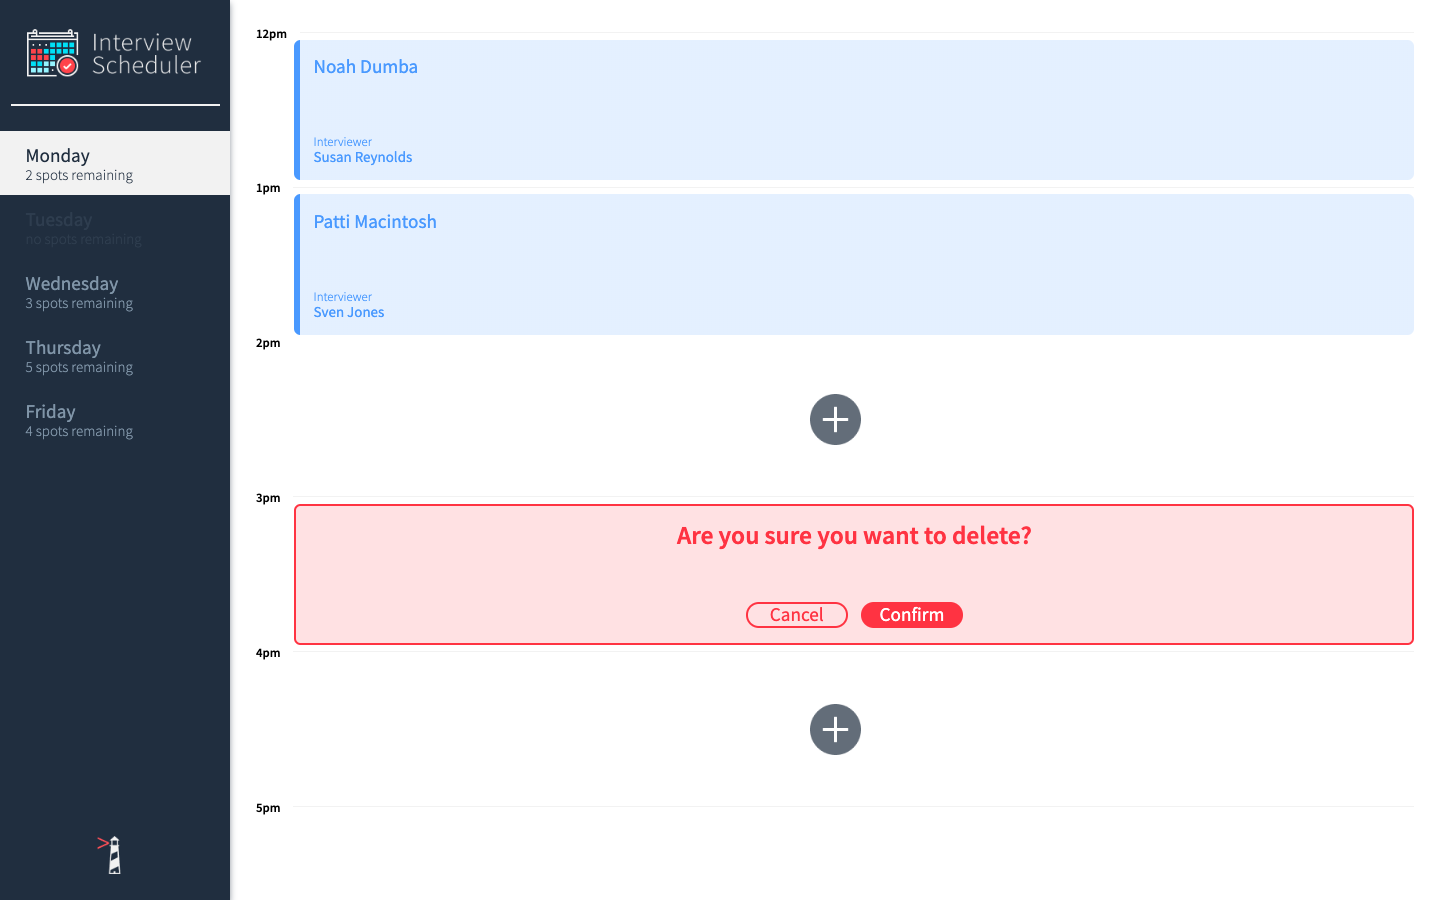 Interview
Scheduler
Monday
2 spots remaining
Tuesday
no spots remaining
Wednesday
3 spots remaining
Thursday
5 spots remaining
Friday
4 spots remaining
12pm
Noah Dumba
Interviewer
Susan Reynolds
1pm
Patti Macintosh
Interviewer
Sven Jones
2pm
3pm
Are you sure you want to delete?
Cancel Confirm
4pm
5pm